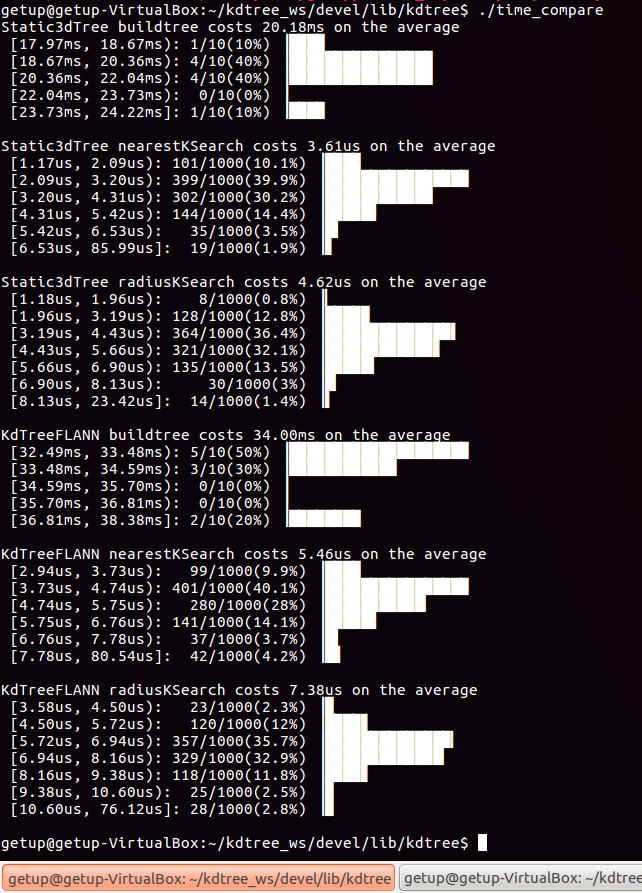 getup@getup-VirtualBox:~/kdtree_ws/devel/lib/kdtree$ ./time_compare
Static3dTree buildtree costs 20.18ms on the average
[17.97ms, 18.67ms): 1/10(10%)
[18.67ms, 20.36ms): 4/10(40%)
[20.36ms, 22.04ms): 4/10(40%)
[22.04ms, 23.73ms): 0/10(0%)
[23.73ms, 24.22ms]: 1/10(10%)
Static3dTree nearestKSearch costs 3.61us on the average
[1.17us, 2.09us): 101/1000(10.1%)
[2.09us, 3.20us): 399/1000(39.9%)
[3.20us, 4.31us): 302/1000(30.2%)
[4.31us, 5.42us): 144/1000(14.4%)
[5.42us, 6.53us): 35/1000(3.5%)
[6.53us, 85.99us]: 19/1000(1.9%)
Static3dTree radiusKSearch costs 4.62us on the average
[1.18us, 1.96us): 8/1000(0.8%)
[1.96us, 3.19us): 128/1000(12.8%)
[3.19us, 4.43us): 364/1000(36.4%)
[4.43us, 5.66us): 321/1000(32.1%)
[5.66us, 6.90us): 135/1000(13.5%)
[6.90us, 8.13us): 30/1000(3%)
[8.13us, 23.42us]: 14/1000(1.4%)
KdTreeFLANN buildtree costs 34.00ms on the average
[32.49ms, 33.48ms): 5/10(50%)
[33.48ms, 34.59ms): 3/10(30%)
[34.59ms, 35.70ms): 0/10(0%)
[35.70ms, 36.81ms): 0/10(0%)
[36.81ms, 38.38ms]: 2/10(20%)
KdTreeFLANN nearestKSearch costs 5.46us on the average
[2.94us, 3.73us): 99/1000(9.9%)
[3.73us, 4.74us): 401/1000(40.1%)
[4.74us, 5.75us): 280/1000(28%)
[5.75us, 6.76us): 141/1000(14.1%)
[6.76us, 7.78us): 37/1000(3.7%)
[7.78us, 80.54us]: 42/1000(4.2%)
KdTreeFLANN radiusKSearch costs 7.38us on the average
[3.58us, 4.50us): 23/1000(2.3%)
[4.50us, 5.72us): 120/1000(12%)
[5.72us, 6.94us): 357/1000(35.7%)
[6.94us, 8.16us): 329/1000(32.9%)
[8.16us, 9.38us): 118/1000(11.8%)
[9.38us, 10.60us): 25/1000(2.5%)
[10.60us, 76.12us]: 28/1000(2.8%)
getup@getup-VirtualBox:~/kdtree_ws/devel/lib/kdtree$
getup@getup-VirtualBox: ~/kdtree_ws/devel/lib/kdtree
getup@getup-VirtualBox: ~/kdtree